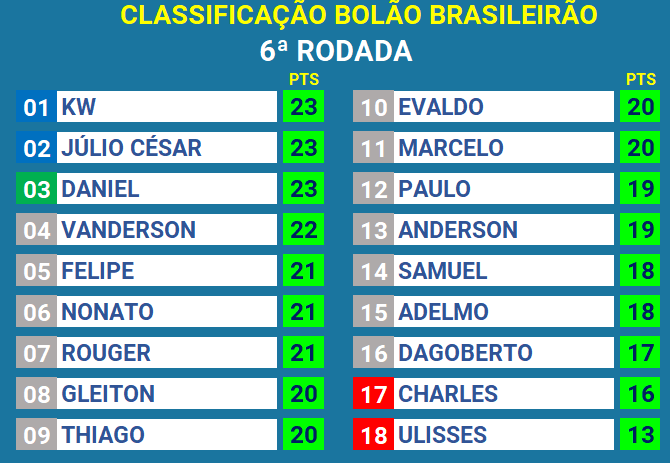 CLASSIFICAÇÃO BOLÃO BRASILEIRÃO
6ª RODADA
PTS
01 KW 23
02 JÚLIO CÉSAR 23
03 DANIEL 23
04 VANDERSON 22
05 FELIPE 21
06 NONATO 21
07 ROUGER 21
08 GLEITON 20
09 THIAGO 20
PTS
10 EVALDO 20
11 MARCELO 20
12 PAULO 19
13 ANDERSON 19
14 SAMUEL 18
15 ADELMO 18
16 DAGOBERTO 17
17 CHARLES 16
18 ULISSES 13